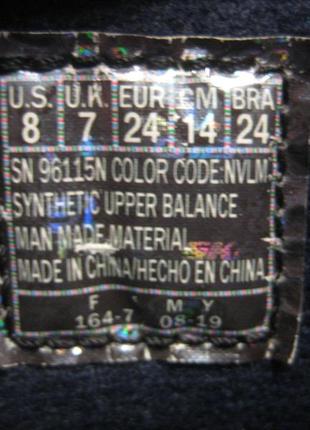 U.S. U.K. EUR CM BRA
8 7 24 14 24
SN 96115N COLOR CODE:NVLM
SYNTHETIC UPPER BALANCE
MAN MADE MATERIAL
MADE IN CHINA/HECHO EN CHINA
F M Y
164-7 08-19